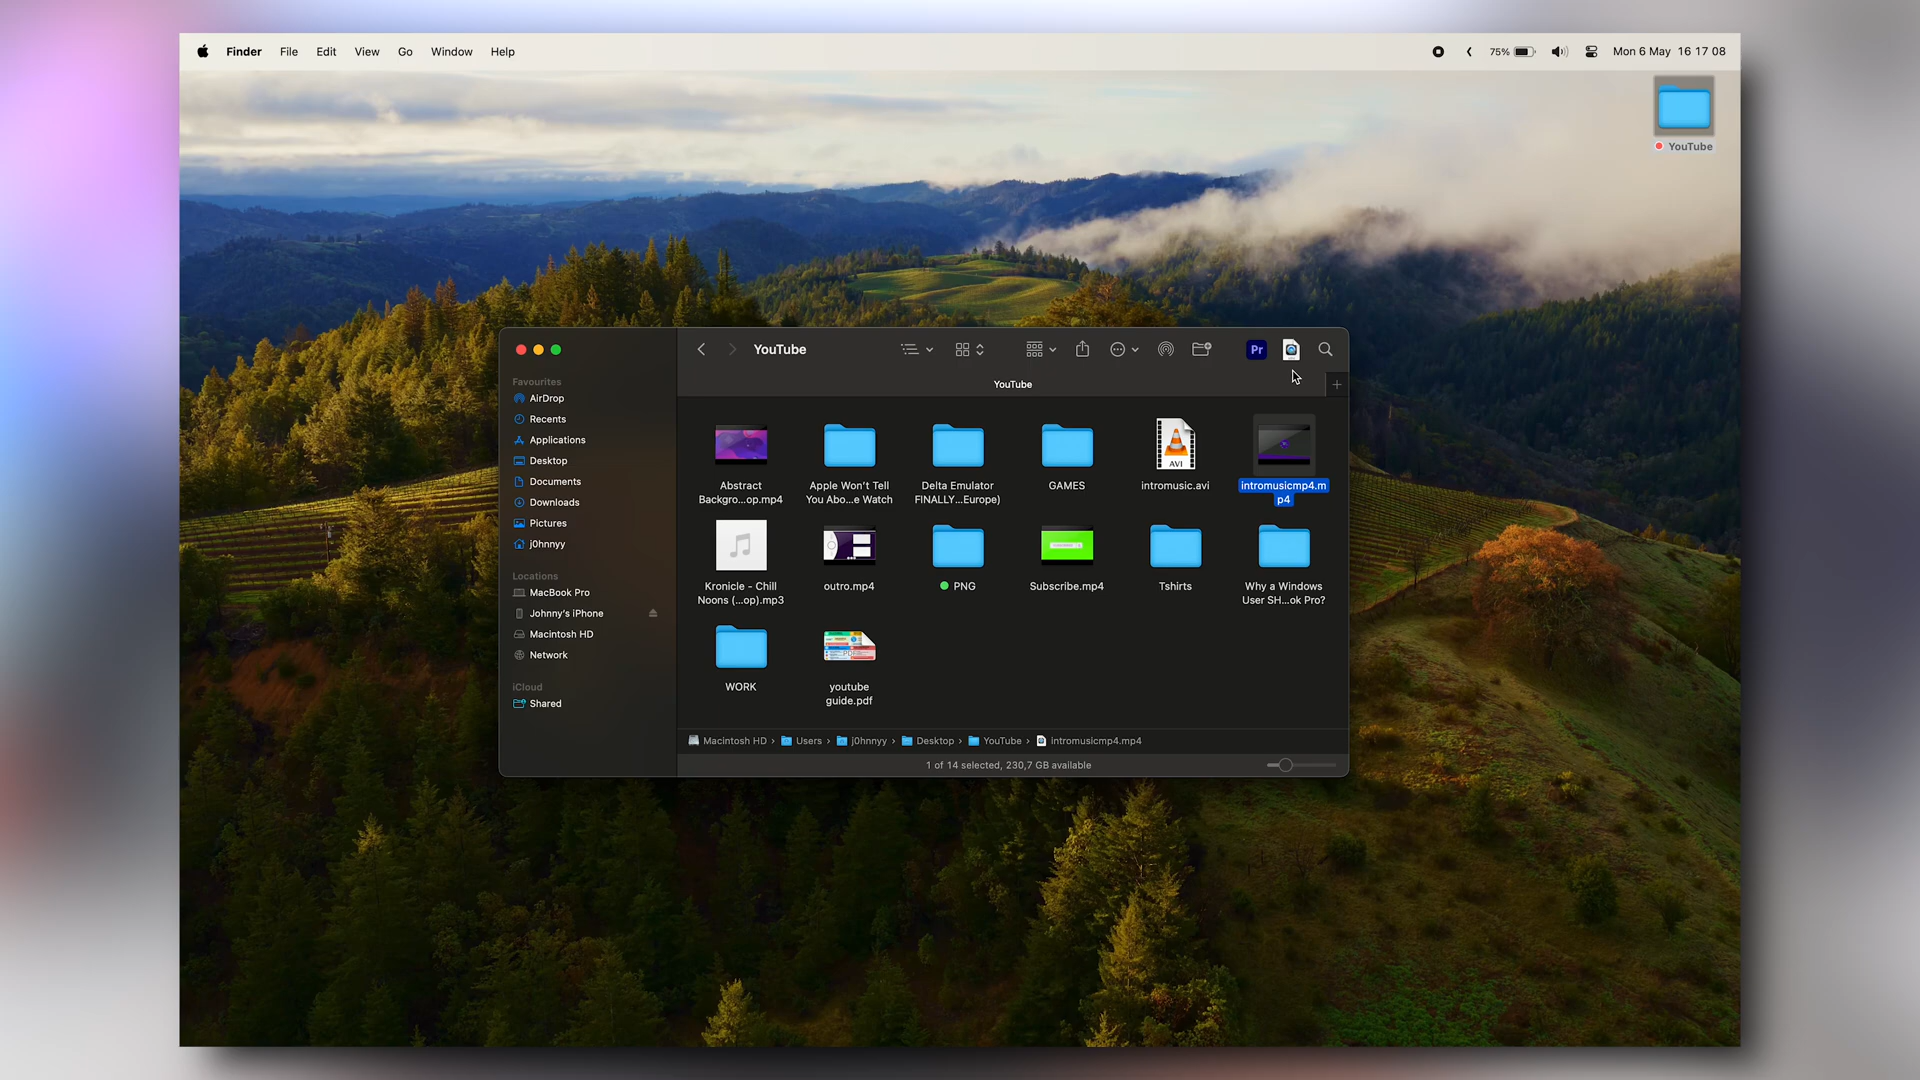 Finder File Edit View Go Window Help
75% Mon 6 May 16 17 08
YouTube
YouTube
Pr
YouTube
Favourites
AirDrop
Recents
Applications
Desktop
Documents
Downloads
Pictures
j0hnnyy
Locations
MacBook Pro
Johnny's iPhone
Macintosh HD
Network
iCloud
Shared
AVI
Abstract
Backgro...op.mp4
Apple Won't Tell
You Abo...e Watch
Delta Emulator
FINALLY...Europe)
GAMES
intromusic.avi
intromusicmp4.m
p4
Kronicle - Chill
Noons (...op).mp3
outro.mp4
PNG
Subscribe.mp4
Tshirts
Why a Windows
User SH...ok Pro?
WORK
PDF
youtube
guide.pdf
Macintosh HD › Users › j0hnnyy › Desktop › YouTube › intromusicmp4.mp4
1 of 14 selected, 230,7 GB available